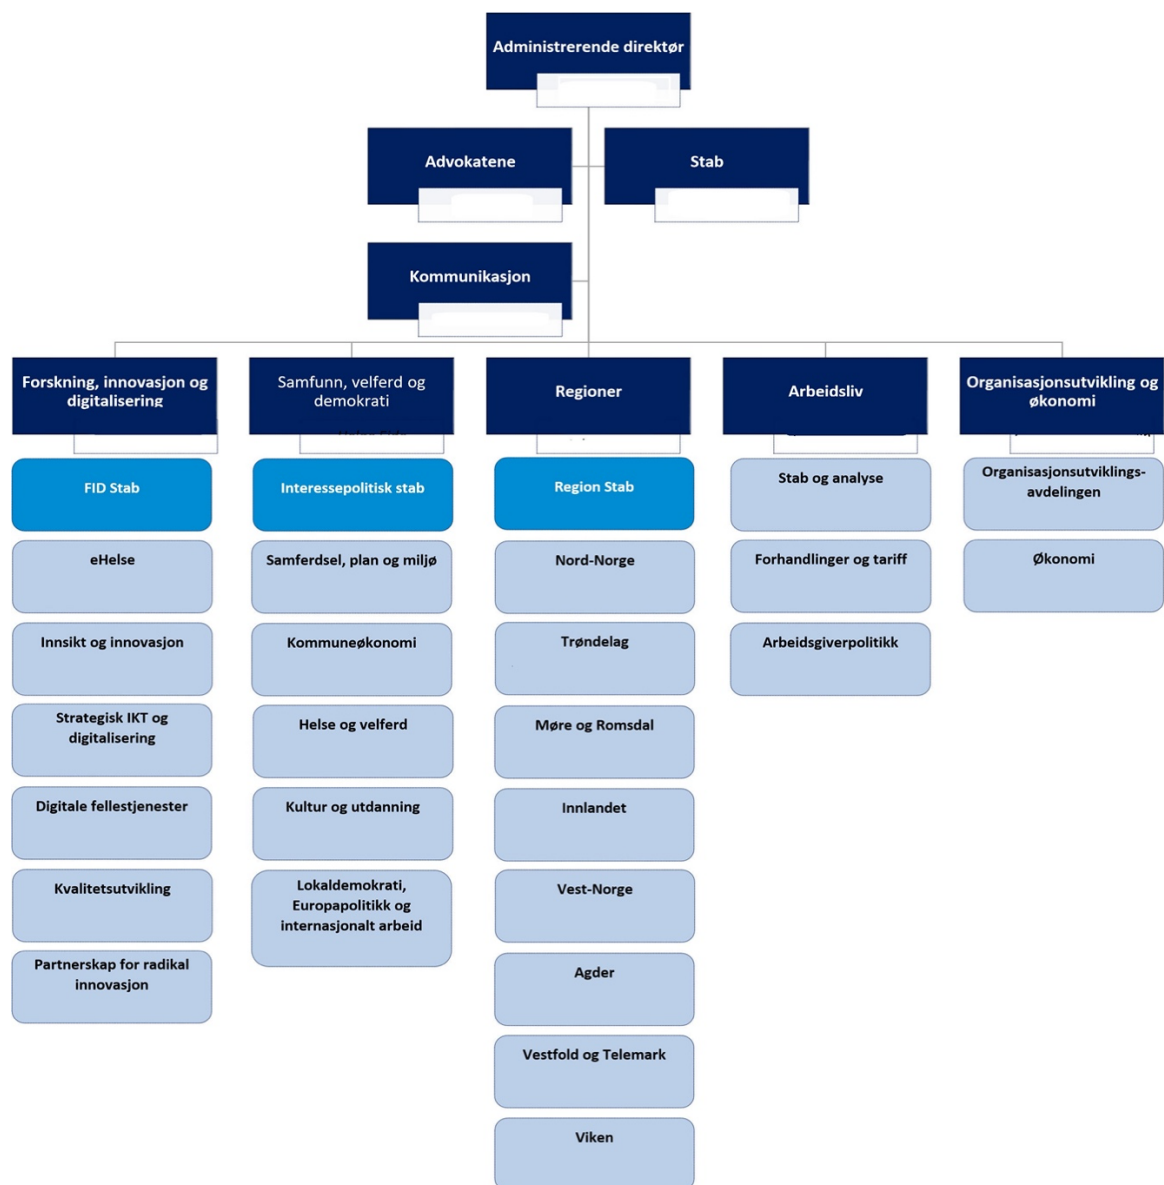 Administrerende direktør
Advokatene
Stab
Kommunikasjon
Forskning, innovasjon og
digitalisering
Samfunn, velferd og
demokrati
Regioner
Arbeidsliv
Organisasjonsutvikling og
økonomi
FID Stab
eHelse
Innsikt og innovasjon
Strategisk IKT og
digitalisering
Digitale fellestjenester
Kvalitetsutvikling
Partnerskap for radikal
innovasjon
Interessepolitisk stab
Samferdsel, plan og miljø
Kommuneøkonomi
Helse og velferd
Kultur og utdanning
Lokaldemokrati,
Europapolitikk og
internasjonalt arbeid
Region Stab
Nord-Norge
Trøndelag
Møre og Romsdal
Innlandet
Vest-Norge
Agder
Vestfold og Telemark
Viken
Stab og analyse
Forhandlinger og tariff
Arbeidsgiverpolitikk
Organisasjonsutviklings-
avdelingen
Økonomi